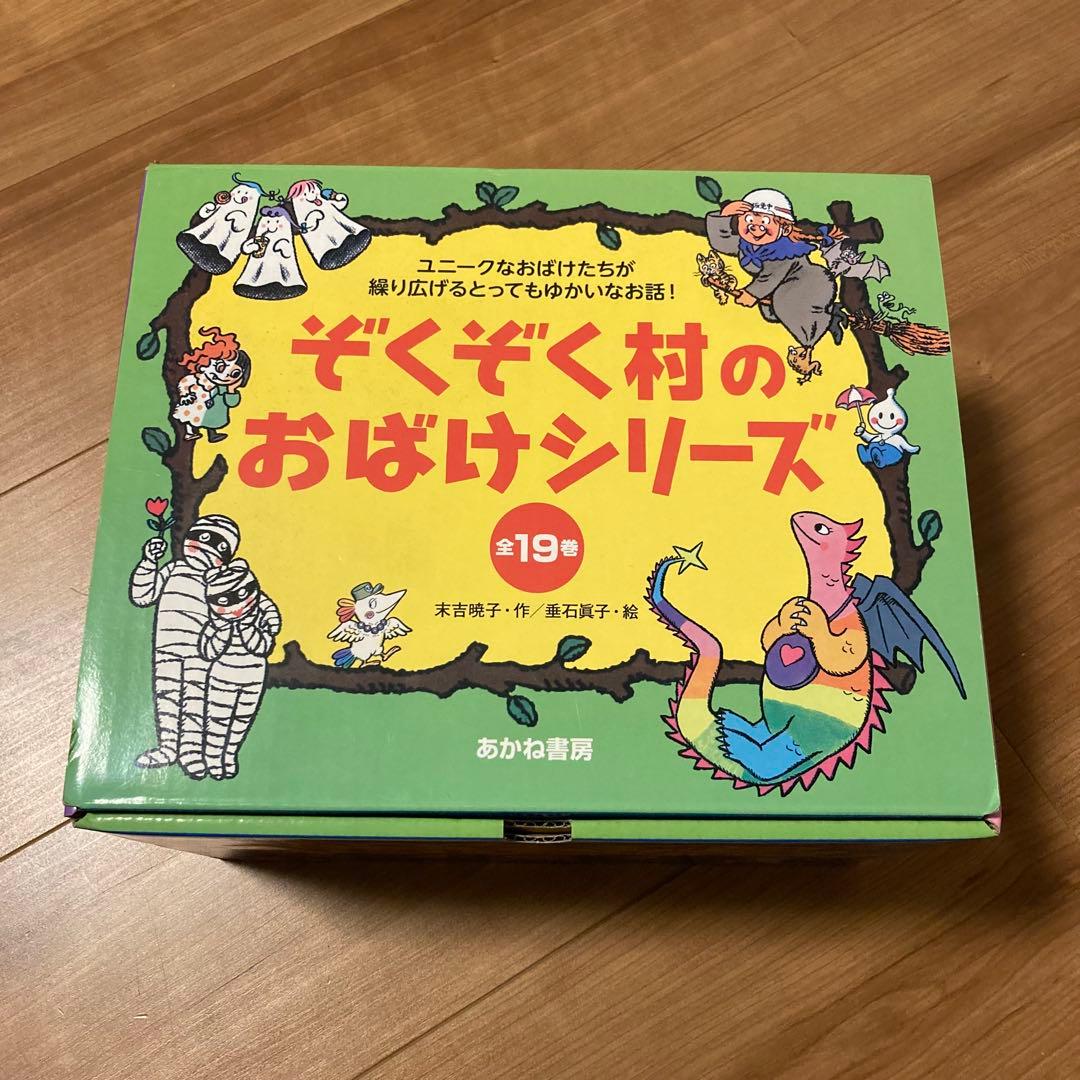 ユニークなおばけたちが
繰り広げるとってもゆかいなお話！
ぞくぞく村の
おばけシリーズ
全19巻
末吉暁子・作／垂石眞子・絵
あかね書房